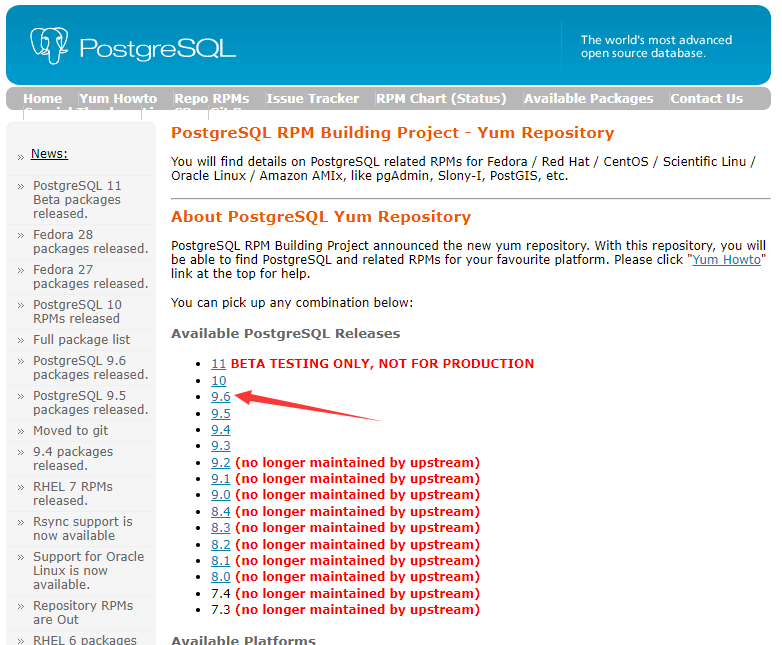 PostgreSQL
The world's most advanced
open source database.
Home Yum Howto Repo RPMs Issue Tracker RPM Chart (Status) Available Packages Contact Us
News:
PostgreSQL 11
Beta packages
released.
Fedora 28
packages released.
Fedora 27
packages released.
PostgreSQL 10
RPMs released
Full package list
PostgreSQL 9.6
packages released.
PostgreSQL 9.5
packages released.
Moved to git
9.4 packages
released.
RHEL 7 RPMs
released.
Rsync support is
now available
Support for Oracle
Linux is now
available.
Repository RPMs
are Out
RHEL 6 packages
PostgreSQL RPM Building Project - Yum Repository
You will find details on PostgreSQL related RPMs for Fedora / Red Hat / CentOS / Scientific Linu /
Oracle Linux / Amazon AMIx, like pgAdmin, Slony-I, PostGIS, etc.
About PostgreSQL Yum Repository
PostgreSQL RPM Building Project announced the new yum repository. With this repository, you will
be able to find PostgreSQL and related RPMs for your favourite platform. Please click "Yum Howto"
link at the top for help.
You can pick up any combination below:
Available PostgreSQL Releases
11 BETA TESTING ONLY, NOT FOR PRODUCTION
10
9.6
9.5
9.4
9.3
9.2 (no longer maintained by upstream)
9.1 (no longer maintained by upstream)
9.0 (no longer maintained by upstream)
8.4 (no longer maintained by upstream)
8.3 (no longer maintained by upstream)
8.2 (no longer maintained by upstream)
8.1 (no longer maintained by upstream)
8.0 (no longer maintained by upstream)
7.4 (no longer maintained by upstream)
7.3 (no longer maintained by upstream)
Available Platforms